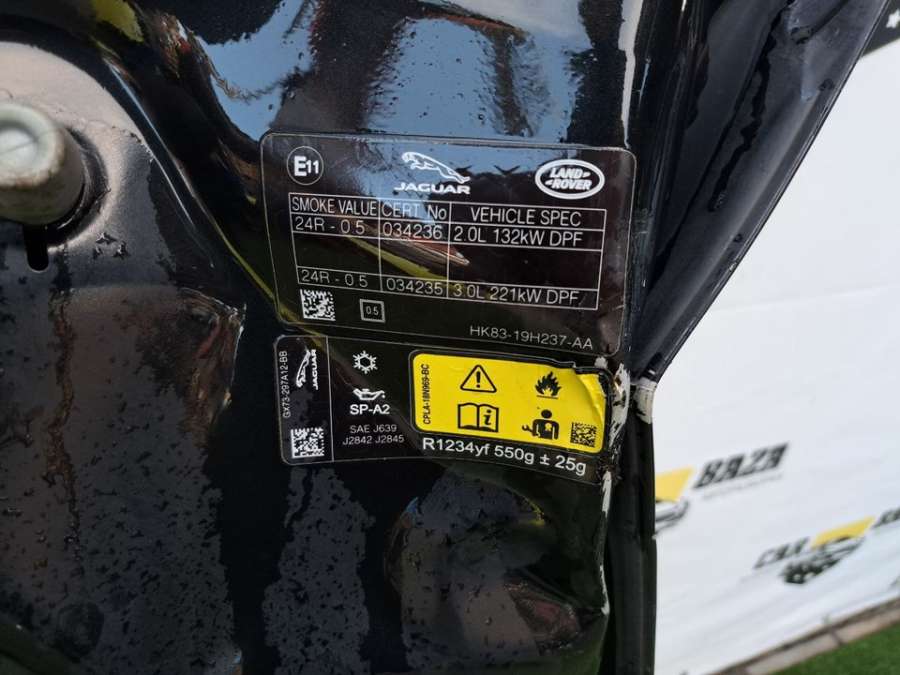 E11
JAGUAR
LAND-
-ROVER
SMOKE VALUE CERT. No VEHICLE SPEC
24R - 0.5 034236 2.0L 132kW DPF
24R - 0.5 034235 3.0L 221kW DPF
0.5
HK83-19H237-AA
GX73-297A12-BB
JAGUAR
SP-A2
SAE J639
J2842 J2845
CPLA-18N969-BC
R1234yf 550g ± 25g
BAZA
CAR